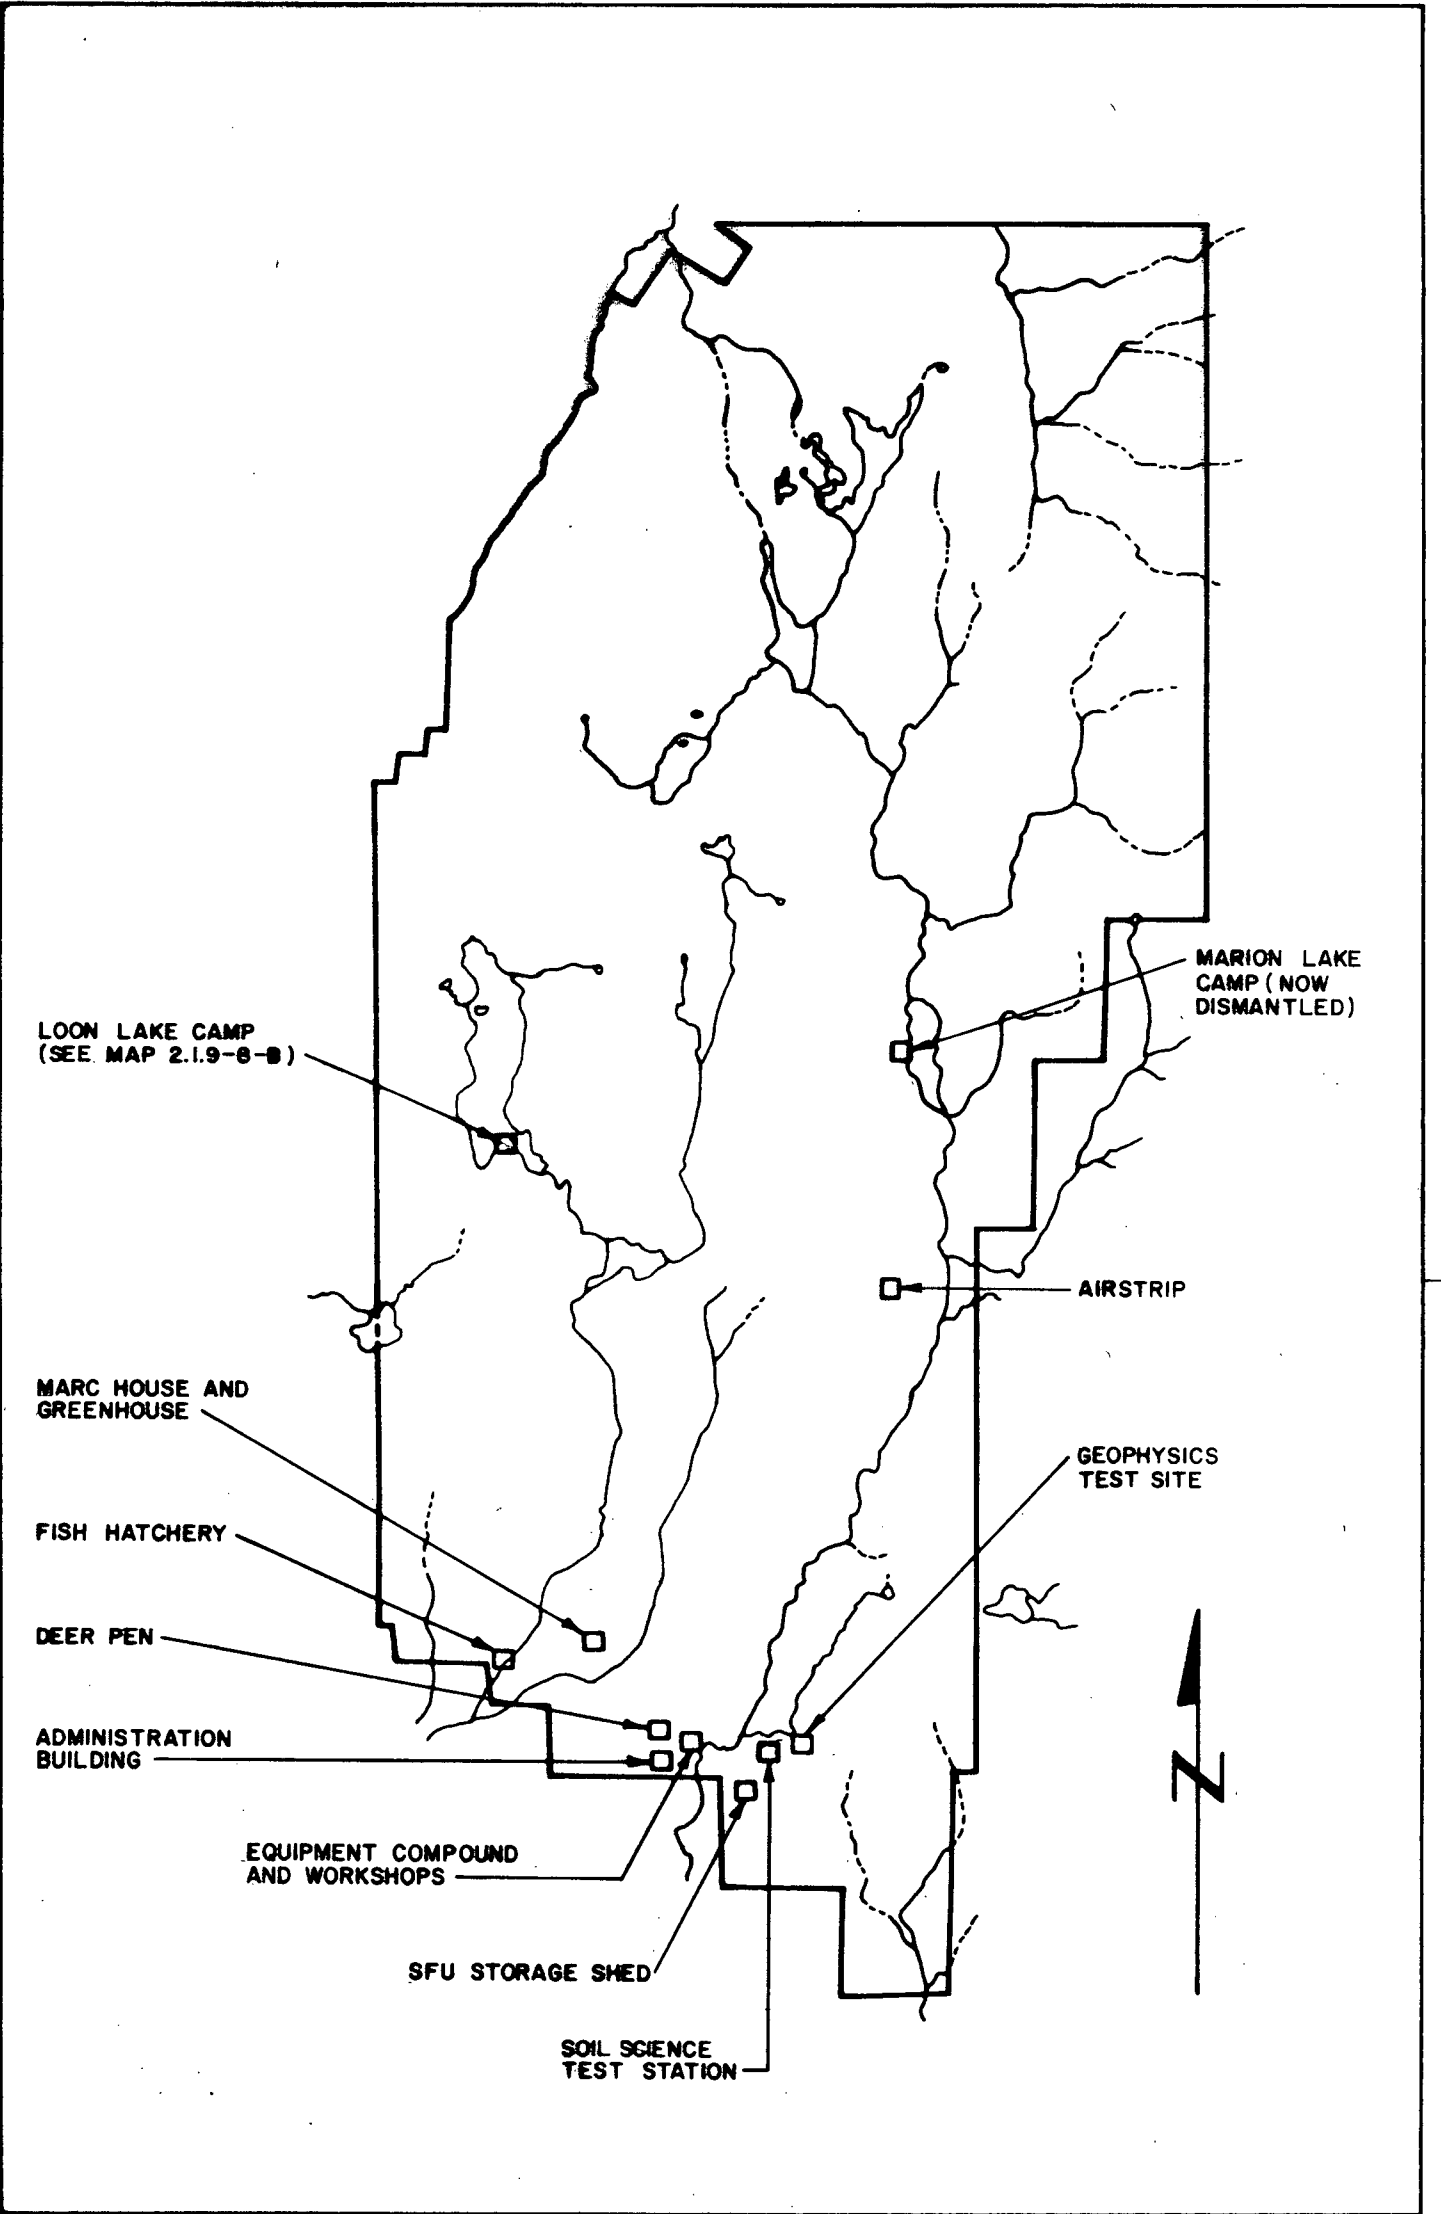 MARION LAKE
CAMP (NOW
DISMANTLED)
LOON LAKE CAMP
(SEE MAP 2.1.9-8-B)
AIRSTRIP
MARC HOUSE AND
GREENHOUSE
GEOPHYSICS
TEST SITE
FISH HATCHERY
DEER PEN
ADMINISTRATION
BUILDING
N
EQUIPMENT COMPOUND
AND WORKSHOPS
SFU STORAGE SHED
SOIL SCIENCE
TEST STATION